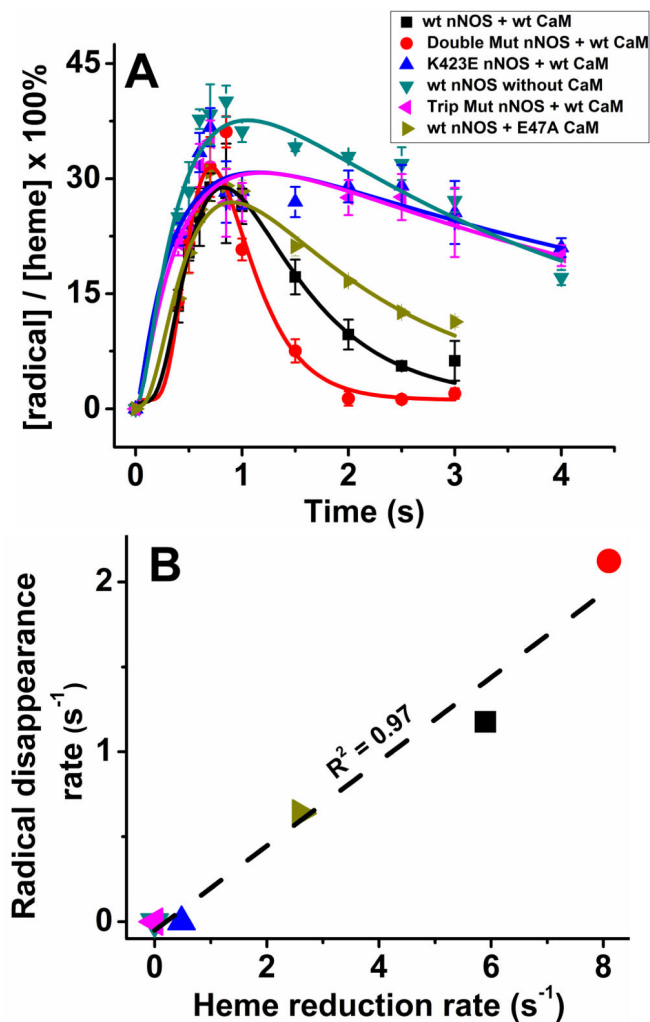 A
wt nNOS + wt CaM
Double Mut nNOS + wt CaM
K423E nNOS + wt CaM
wt nNOS without CaM
Trip Mut nNOS + wt CaM
wt nNOS + E47A CaM
[radical] / [heme] x 100%
45
30
15
0
0 1 2 3 4
Time (s)
B
Radical disappearance
rate (s⁻¹)
2
1
0
R² = 0.97
0 2 4 6 8
Heme reduction rate (s⁻¹)